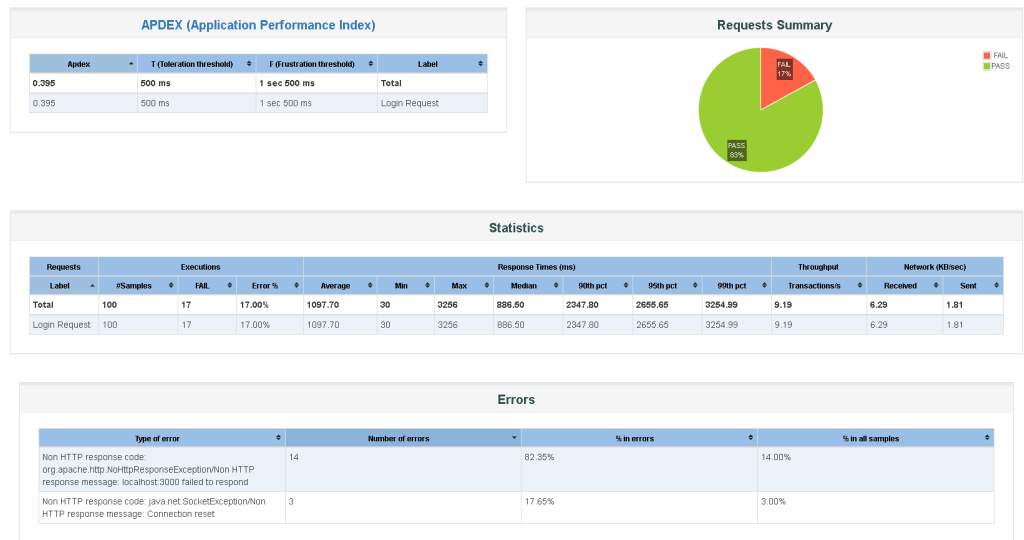 APDEX (Application Performance Index)
Apdex T (Toleration threshold) F (Frustration threshold) Label
0.395 500 ms 1 sec 500 ms Total
0.395 500 ms 1 sec 500 ms Login Request
Requests Summary
FAIL
17%
PASS
83%
FAIL
PASS
Statistics
Requests Executions Response Times (ms) Throughput Network (KB/sec)
Label #Samples FAIL Error % Average Min Max Median 90th pct 95th pct 99th pct Transactions/s Received Sent
Total 100 17 17.00% 1097.70 30 3256 886.50 2347.80 2655.65 3254.99 9.19 6.29 1.81
Login Request 100 17 17.00% 1097.70 30 3256 886.50 2347.80 2655.65 3254.99 9.19 6.29 1.81
Errors
Type of error Number of errors % in errors % in all samples
Non HTTP response code: 14 82.35% 14.00%
org.apache.http.NoHttpResponseException/Non HTTP
response message: localhost:3000 failed to respond
Non HTTP response code: java.net.SocketException/Non 3 17.65% 3.00%
HTTP response message: Connection reset